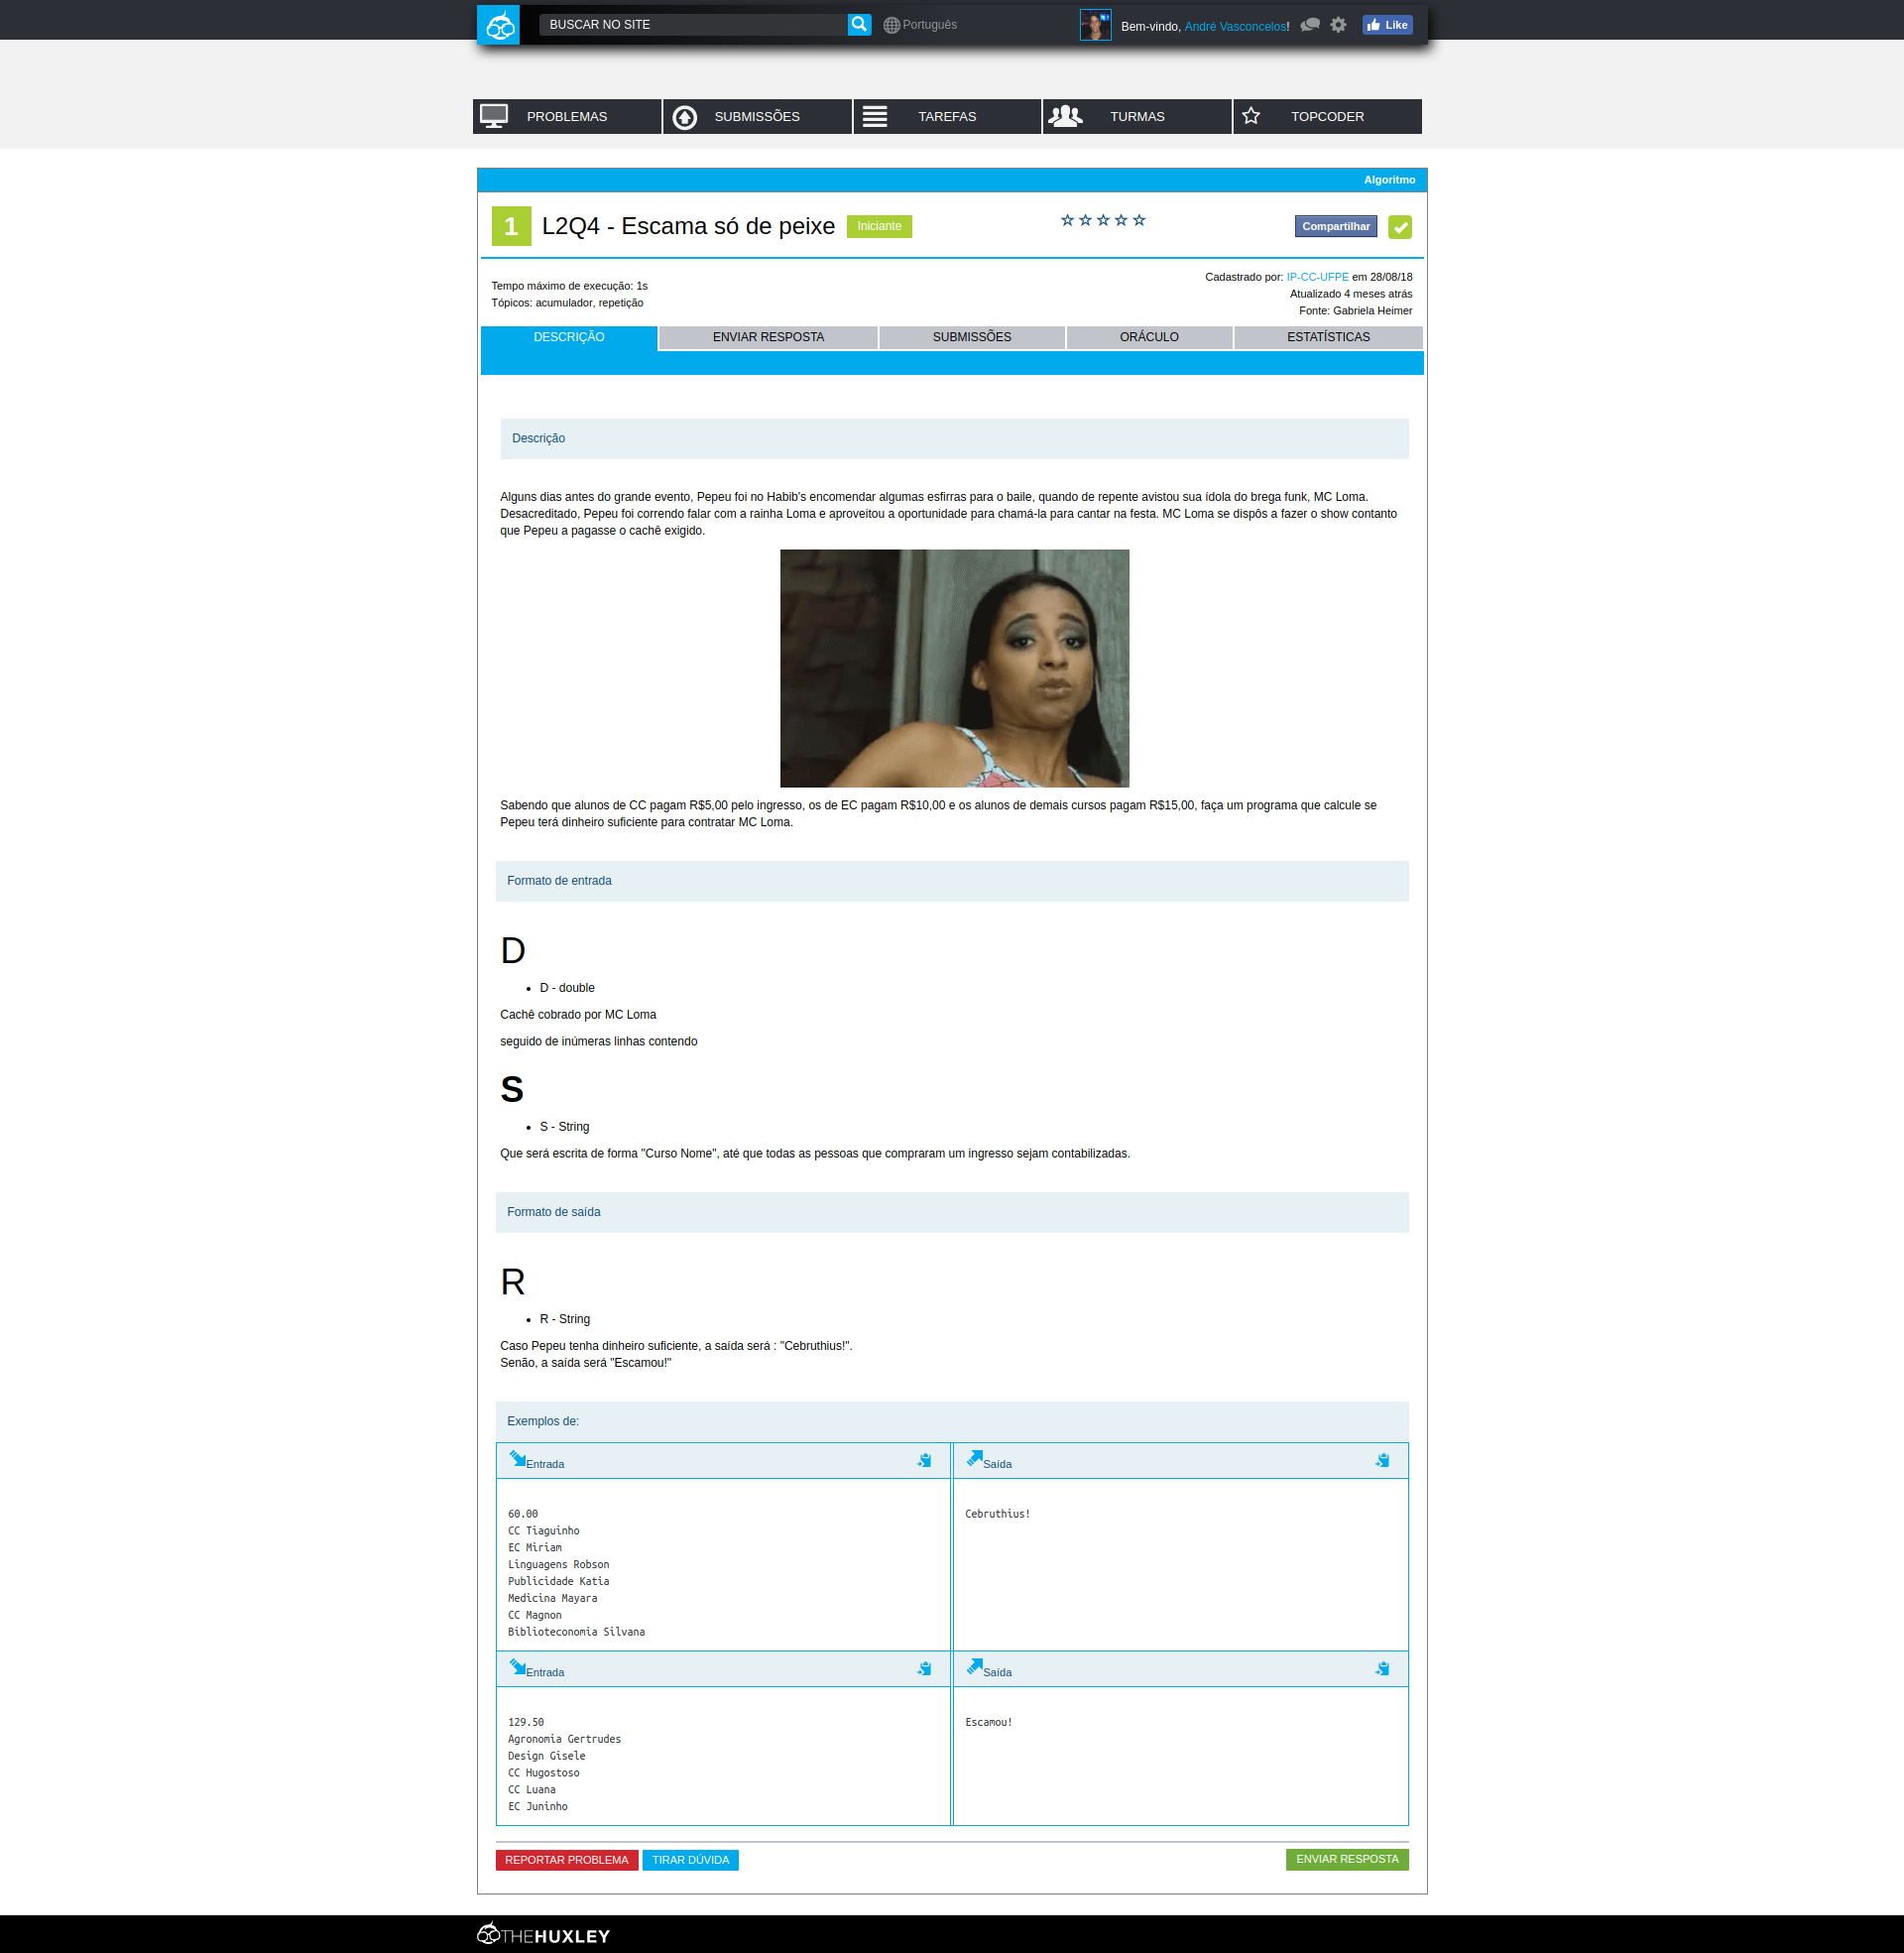 BUSCAR NO SITE
Português
Bem-vindo, André Vasconcelos!
Like
PROBLEMAS
SUBMISSÕES
TAREFAS
TURMAS
TOPCODER
Algoritmo
1
L2Q4 - Escama só de peixe
Iniciante
Compartilhar
Tempo máximo de execução: 1s
Tópicos: acumulador, repetição
Cadastrado por: IP-CC-UFPE em 28/08/18
Atualizado 4 meses atrás
Fonte: Gabriela Heimer
DESCRIÇÃO
ENVIAR RESPOSTA
SUBMISSÕES
ORÁCULO
ESTATÍSTICAS
Descrição
Alguns dias antes do grande evento, Pepeu foi no Habib's encomendar algumas esfirras para o baile, quando de repente avistou sua ídola do brega funk, MC Loma.
Desacreditado, Pepeu foi correndo falar com a rainha Loma e aproveitou a oportunidade para chamá-la para cantar na festa. MC Loma se dispôs a fazer o show contanto
que Pepeu a pagasse o cachê exigido.
Sabendo que alunos de CC pagam R$5,00 pelo ingresso, os de EC pagam R$10,00 e os alunos de demais cursos pagam R$15,00, faça um programa que calcule se
Pepeu terá dinheiro suficiente para contratar MC Loma.
Formato de entrada
D
• D - double
Cachê cobrado por MC Loma
seguido de inúmeras linhas contendo
S
• S - String
Que será escrita de forma "Curso Nome", até que todas as pessoas que compraram um ingresso sejam contabilizadas.
Formato de saída
R
• R - String
Caso Pepeu tenha dinheiro suficiente, a saída será : "Cebruthius!".
Senão, a saída será "Escamou!"
Exemplos de:
Entrada
Saída
60.00
CC Tiaguinho
EC Miriam
Linguagens Robson
Publicidade Katia
Medicina Mayara
CC Magnon
Biblioteconomia Silvana
Cebruthius!
Entrada
Saída
129.50
Agronomia Gertrudes
Design Gisele
CC Hugostoso
CC Luana
EC Juninho
Escamou!
REPORTAR PROBLEMA
TIRAR DÚVIDA
ENVIAR RESPOSTA
THEHUXLEY